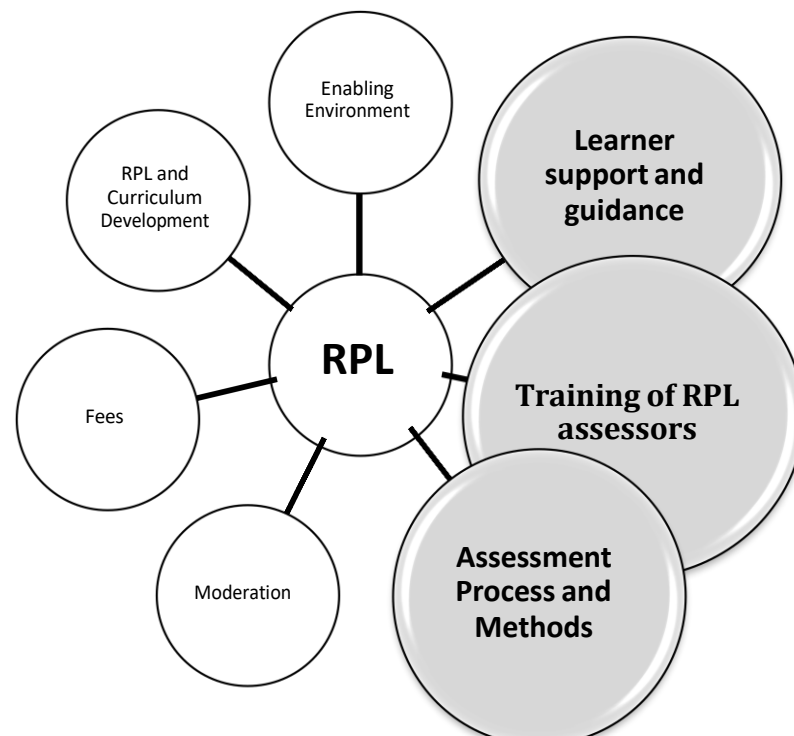 Enabling
Environment
Learner
support and
guidance
RPL and
Curriculum
Development
RPL
Training of RPL
assessors
Fees
Assessment
Process and
Methods
Moderation